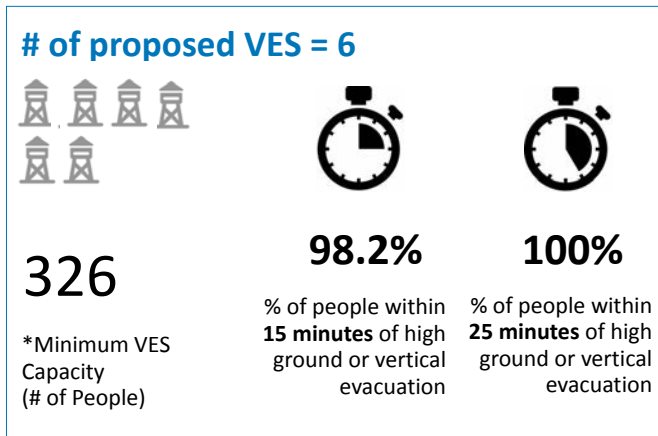 # of proposed VES = 6
326
*Minimum VES
Capacity
(# of People)
98.2%
% of people within
15 minutes of high
ground or vertical
evacuation
100%
% of people within
25 minutes of high
ground or vertical
evacuation